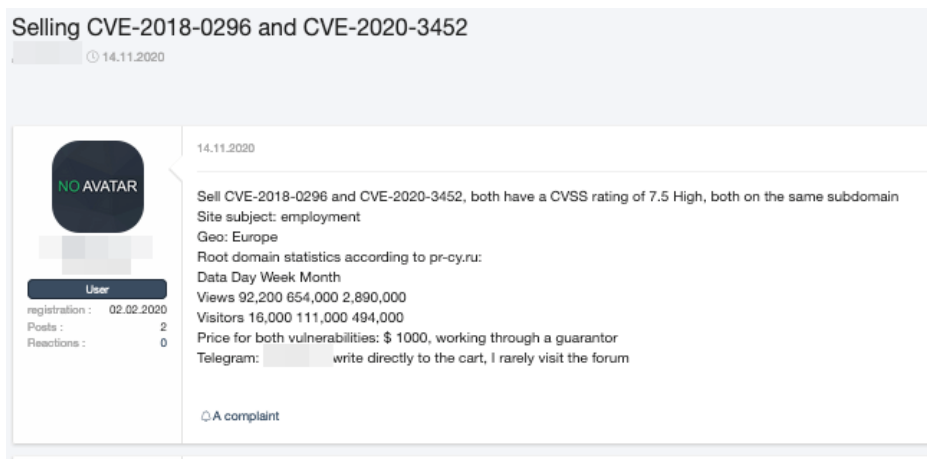 Selling CVE-2018-0296 and CVE-2020-3452
14.11.2020
14.11.2020
NO AVATAR
User
registration : 02.02.2020
Posts : 2
Reactions : 0
Sell CVE-2018-0296 and CVE-2020-3452, both have a CVSS rating of 7.5 High, both on the same subdomain
Site subject: employment
Geo: Europe
Root domain statistics according to pr-cy.ru:
Data Day Week Month
Views 92,200 654,000 2,890,000
Visitors 16,000 111,000 494,000
Price for both vulnerabilities: $ 1000, working through a guarantor
Telegram: write directly to the cart, I rarely visit the forum
A complaint